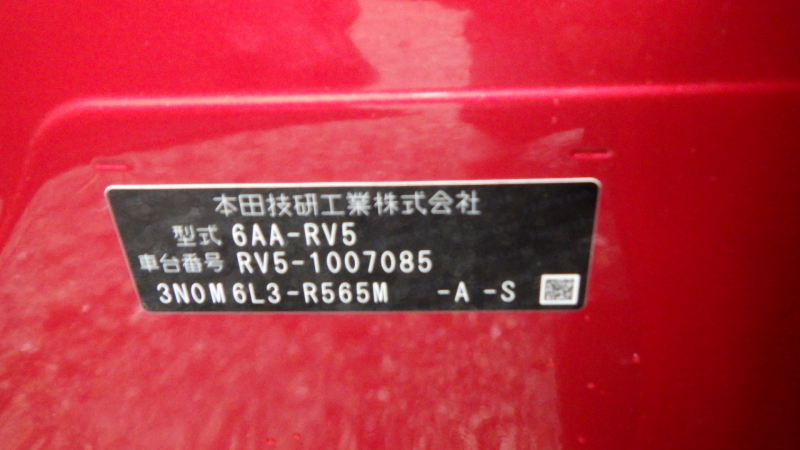 本田技研工業株式会社
型式 6AA-RV5
車台番号 RV5-1007085
3N0M6L3-R565M -A -S